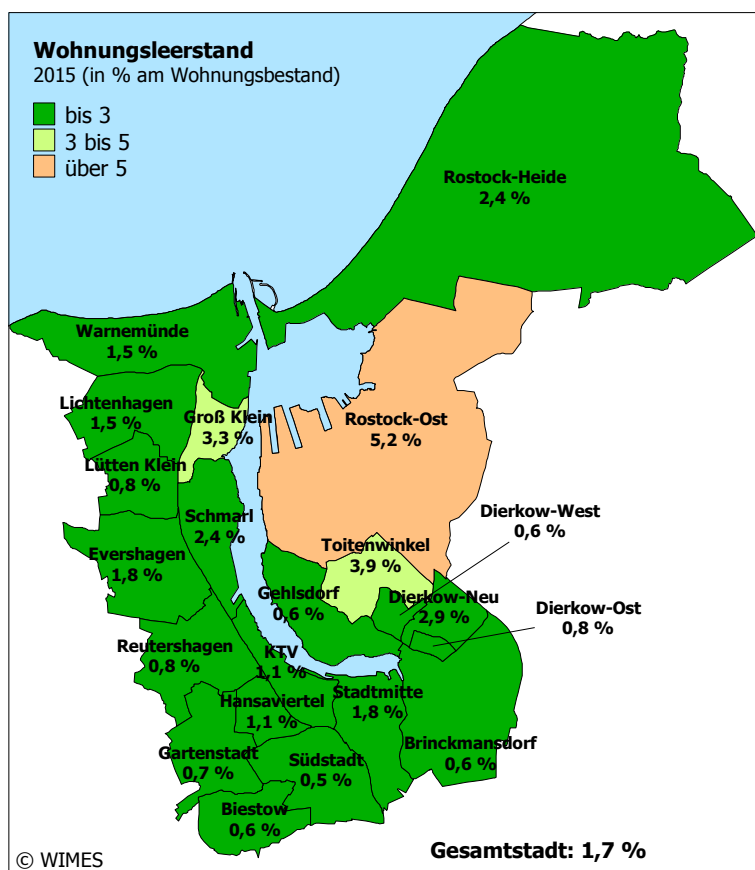 Wohnungsleerstand
2015 (in % am Wohnungsbestand)
bis 3
3 bis 5
über 5
Rostock-Heide
2,4 %
Warnemünde
1,5 %
Lichtenhagen
1,5 %
Groß Klein
3,3 %
Rostock-Ost
5,2 %
Lütten Klein
0,8 %
Schmarl
2,4 %
Dierkow-West
0,6 %
Evershagen
1,8 %
Toitenwinkel
3,9 %
Gehlsdorf
0,6 %
Dierkow-Neu
2,9 %
Dierkow-Ost
0,8 %
Reutershagen
0,8 %
KTV
1,1 %
Hansaviertel
1,1 %
Stadtmitte
1,8 %
Brinckmansdorf
0,6 %
Gartenstadt
0,7 %
Südstadt
0,5 %
Biestow
0,6 %
Gesamtstadt: 1,7 %
© WIMES